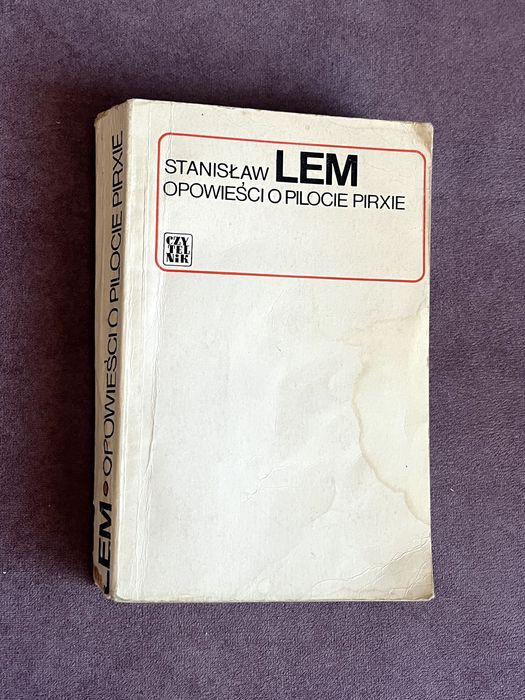 STANISŁAW LEM
OPOWIEŚCI O PILOCIE PIRXIE
CZY
TEL
NIK
LEM • OPOWIEŚCI O PILOCIE PIRXIE